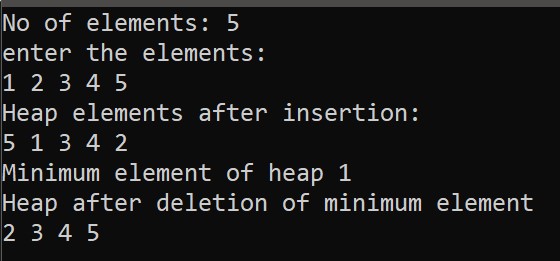 No of elements: 5
enter the elements:
1 2 3 4 5
Heap elements after insertion:
5 1 3 4 2
Minimum element of heap 1
Heap after deletion of minimum element
2 3 4 5